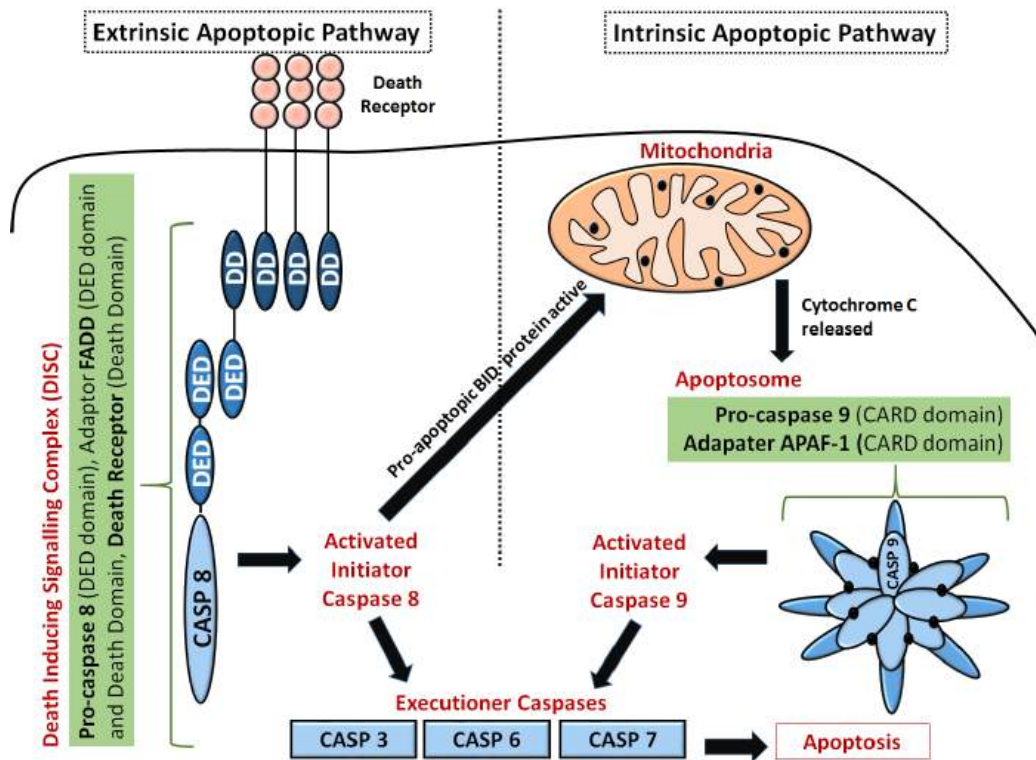 Extrinsic Apoptopic Pathway
Intrinsic Apoptopic Pathway
Death
Receptor
Mitochondria
Death Inducing Signalling Complex (DISC)
Pro-caspase 8 (DED domain), Adaptor FADD (DED domain
and Death Domain, Death Receptor (Death Domain)
DD
DD
DD
DD
DED
DED
DED
CASP 8
Pro-apoptopic BID-protein active
Cytochrome C
released
Apoptosome
Pro-caspase 9 (CARD domain)
Adapater APAF-1 (CARD domain)
CASP 9
Activated
Initiator
Caspase 8
Activated
Initiator
Caspase 9
Executioner Caspases
CASP 3
CASP 6
CASP 7
Apoptosis